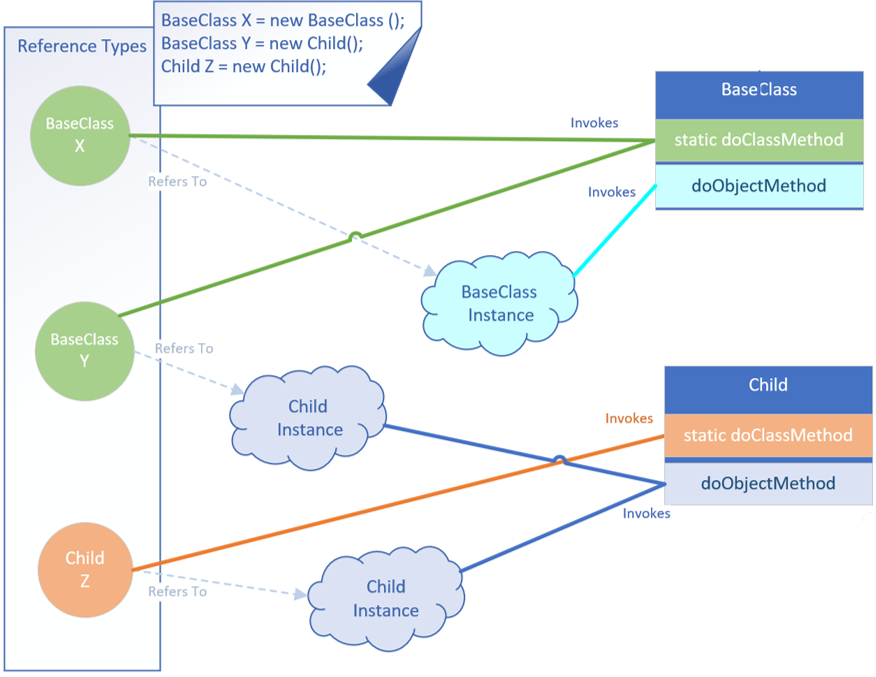 BaseClass X = new BaseClass ();
BaseClass Y = new Child();
Child Z = new Child();
Reference Types
BaseClass
X
Refers To
Invokes
BaseClass
static doClassMethod
Invokes
doObjectMethod
BaseClass
Instance
BaseClass
Y
Refers To
Child
Instance
Invokes
Child
static doClassMethod
doObjectMethod
Invokes
Child
Z
Refers To
Child
Instance